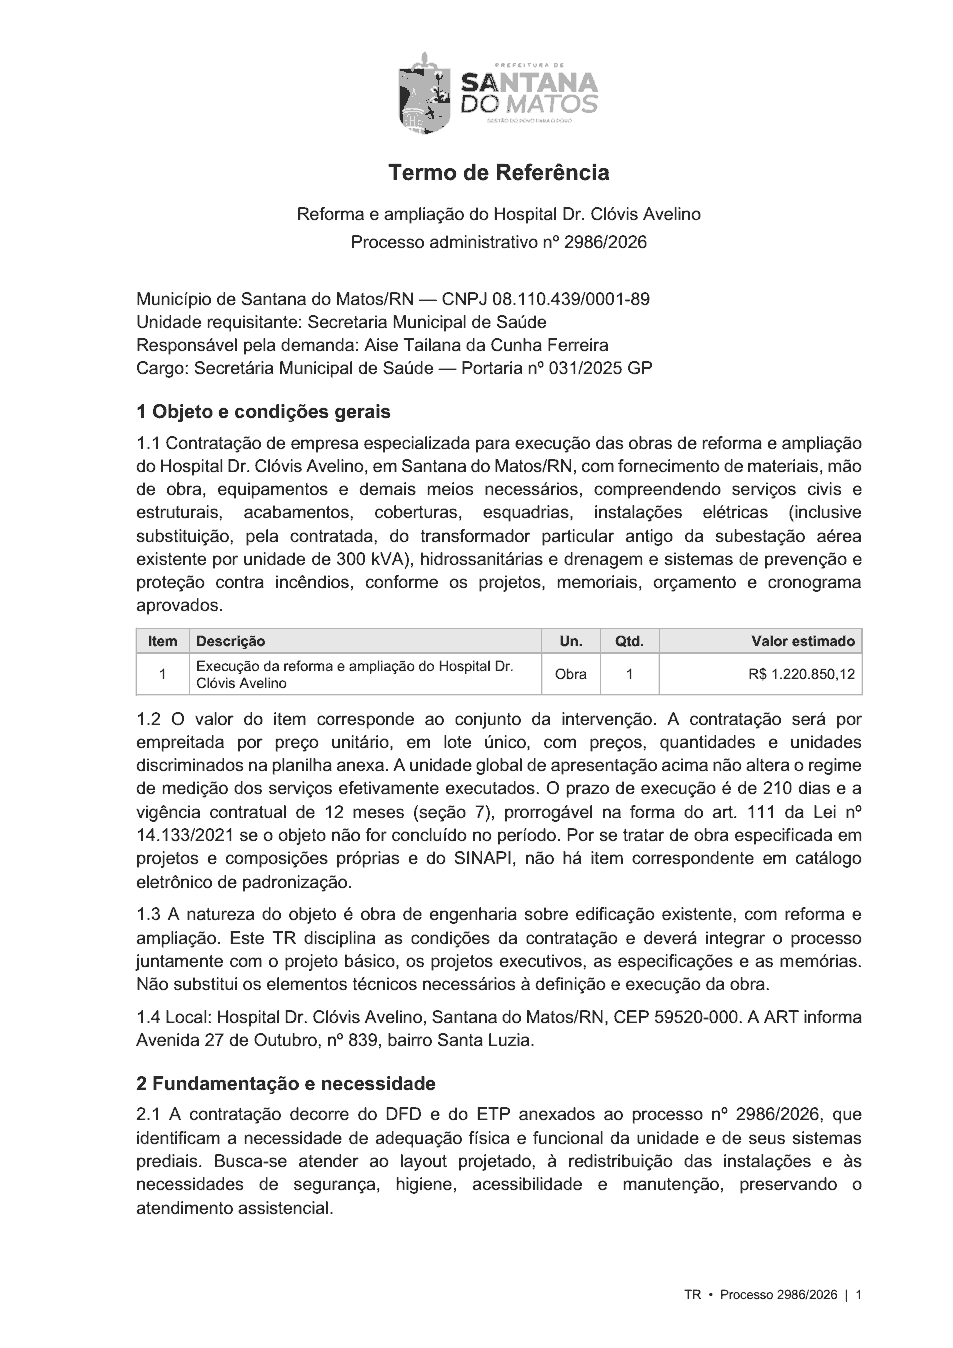 PREFEITURA DE
SANTANA
DO MATOS
GESTÃO DO POVO PARA O POVO
Termo de Referência
Reforma e ampliação do Hospital Dr. Clóvis Avelino
Processo administrativo nº 2986/2026
Município de Santana do Matos/RN — CNPJ 08.110.439/0001-89
Unidade requisitante: Secretaria Municipal de Saúde
Responsável pela demanda: Aise Tailana da Cunha Ferreira
Cargo: Secretária Municipal de Saúde — Portaria nº 031/2025 GP
1 Objeto e condições gerais
1.1 Contratação de empresa especializada para execução das obras de reforma e ampliação
do Hospital Dr. Clóvis Avelino, em Santana do Matos/RN, com fornecimento de materiais, mão
de obra, equipamentos e demais meios necessários, compreendendo serviços civis e
estruturais, acabamentos, coberturas, esquadrias, instalações elétricas (inclusive
substituição, pela contratada, do transformador particular antigo da subestação aérea
existente por unidade de 300 kVA), hidrossanitárias e drenagem e sistemas de prevenção e
proteção contra incêndios, conforme os projetos, memoriais, orçamento e cronograma
aprovados.
Item Descrição Un. Qtd. Valor estimado
1 Execução da reforma e ampliação do Hospital Dr. Clóvis Avelino Obra 1 R$ 1.220.850,12
1.2 O valor do item corresponde ao conjunto da intervenção. A contratação será por
empreitada por preço unitário, em lote único, com preços, quantidades e unidades
discriminados na planilha anexa. A unidade global de apresentação acima não altera o regime
de medição dos serviços efetivamente executados. O prazo de execução é de 210 dias e a
vigência contratual de 12 meses (seção 7), prorrogável na forma do art. 111 da Lei nº
14.133/2021 se o objeto não for concluído no período. Por se tratar de obra especificada em
projetos e composições próprias e do SINAPI, não há item correspondente em catálogo
eletrônico de padronização.
1.3 A natureza do objeto é obra de engenharia sobre edificação existente, com reforma e
ampliação. Este TR disciplina as condições da contratação e deverá integrar o processo
juntamente com o projeto básico, os projetos executivos, as especificações e as memórias.
Não substitui os elementos técnicos necessários à definição e execução da obra.
1.4 Local: Hospital Dr. Clóvis Avelino, Santana do Matos/RN, CEP 59520-000. A ART informa
Avenida 27 de Outubro, nº 839, bairro Santa Luzia.
2 Fundamentação e necessidade
2.1 A contratação decorre do DFD e do ETP anexados ao processo nº 2986/2026, que
identificam a necessidade de adequação física e funcional da unidade e de seus sistemas
prediais. Busca-se atender ao layout projetado, à redistribuição das instalações e às
necessidades de segurança, higiene, acessibilidade e manutenção, preservando o
atendimento assistencial.
TR • Processo 2986/2026 | 1